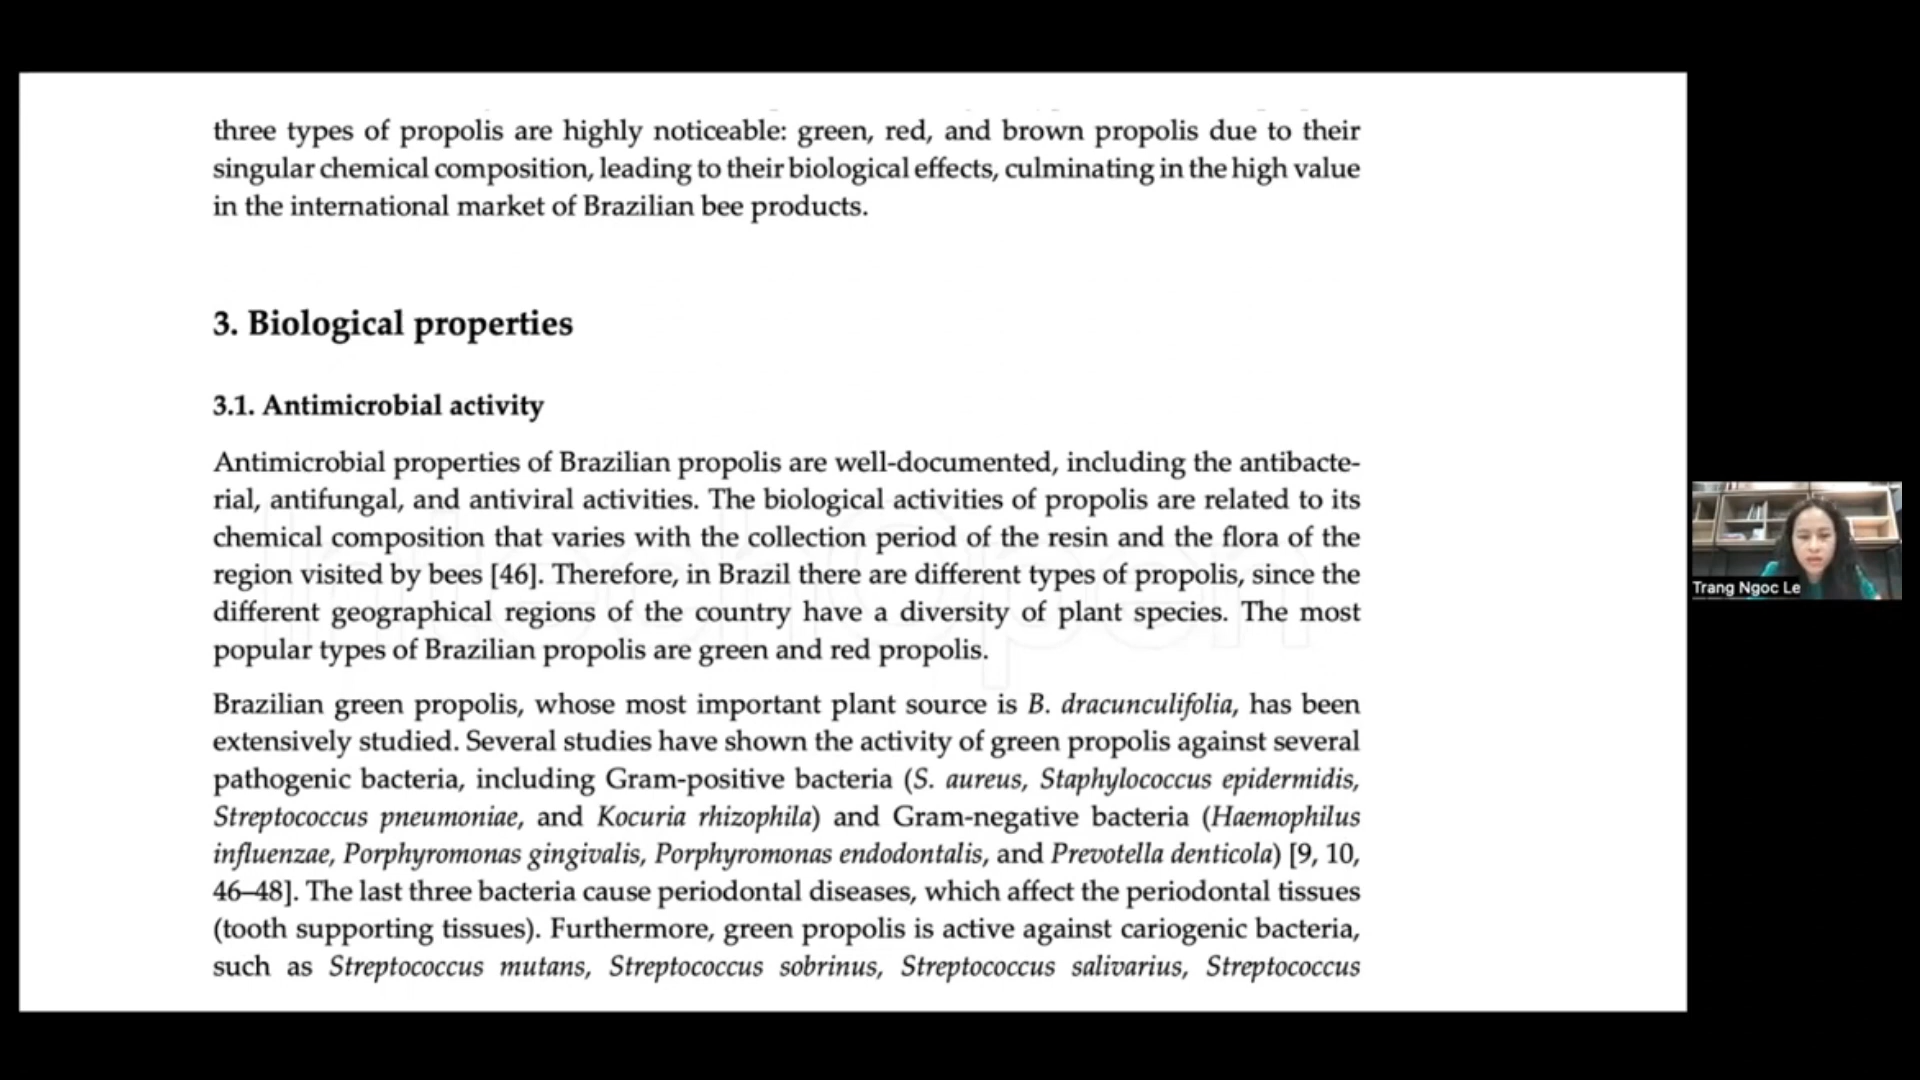 three types of propolis are highly noticeable: green, red, and brown propolis due to their
singular chemical composition, leading to their biological effects, culminating in the high value
in the international market of Brazilian bee products.
3. Biological properties
3.1. Antimicrobial activity
Antimicrobial properties of Brazilian propolis are well-documented, including the antibacte-
rial, antifungal, and antiviral activities. The biological activities of propolis are related to its
chemical composition that varies with the collection period of the resin and the flora of the
region visited by bees [46]. Therefore, in Brazil there are different types of propolis, since the
different geographical regions of the country have a diversity of plant species. The most
popular types of Brazilian propolis are green and red propolis.
Brazilian green propolis, whose most important plant source is B. dracunculifolia, has been
extensively studied. Several studies have shown the activity of green propolis against several
pathogenic bacteria, including Gram-positive bacteria (S. aureus, Staphylococcus epidermidis,
Streptococcus pneumoniae, and Kocuria rhizophila) and Gram-negative bacteria (Haemophilus
influenzae, Porphyromonas gingivalis, Porphyromonas endodontalis, and Prevotella denticola) [9, 10,
46–48]. The last three bacteria cause periodontal diseases, which affect the periodontal tissues
(tooth supporting tissues). Furthermore, green propolis is active against cariogenic bacteria,
such as Streptococcus mutans, Streptococcus sobrinus, Streptococcus salivarius, Streptococcus
IntechOpen
Trang Ngoc Le